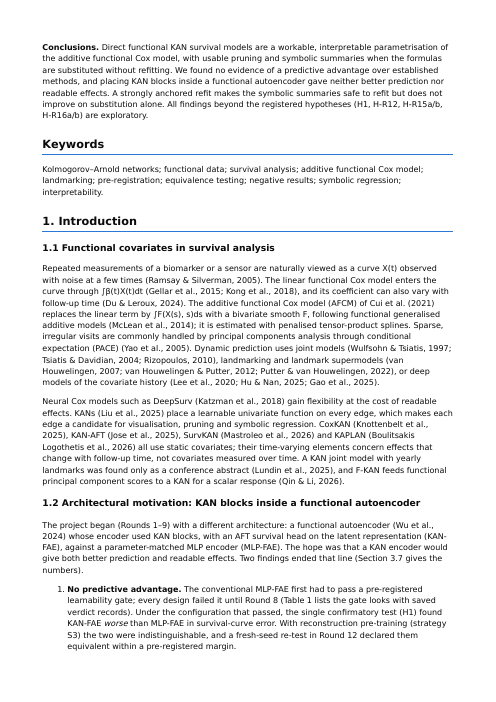 Conclusions. Direct functional KAN survival models are a workable, interpretable parametrisation of
the additive functional Cox model, with usable pruning and symbolic summaries when the formulas
are substituted without refitting. We found no evidence of a predictive advantage over established
methods, and placing KAN blocks inside a functional autoencoder gave neither better prediction nor
readable effects. A strongly anchored refit makes the symbolic summaries safe to refit but does not
improve on substitution alone. All findings beyond the registered hypotheses (H1, H-R12, H-R15a/b,
H-R16a/b) are exploratory.
Keywords
Kolmogorov–Arnold networks; functional data; survival analysis; additive functional Cox model;
landmarking; pre-registration; equivalence testing; negative results; symbolic regression;
interpretability.
1. Introduction
1.1 Functional covariates in survival analysis
Repeated measurements of a biomarker or a sensor are naturally viewed as a curve X(t) observed
with noise at a few times (Ramsay & Silverman, 2005). The linear functional Cox model enters the
curve through ∫β(t)X(t)dt (Gellar et al., 2015; Kong et al., 2018), and its coefficient can also vary with
follow-up time (Du & Leroux, 2024). The additive functional Cox model (AFCM) of Cui et al. (2021)
replaces the linear term by ∫F(X(s), s)ds with a bivariate smooth F, following functional generalised
additive models (McLean et al., 2014); it is estimated with penalised tensor-product splines. Sparse,
irregular visits are commonly handled by principal components analysis through conditional
expectation (PACE) (Yao et al., 2005). Dynamic prediction uses joint models (Wulfsohn & Tsiatis, 1997;
Tsiatis & Davidian, 2004; Rizopoulos, 2010), landmarking and landmark supermodels (van
Houwelingen, 2007; van Houwelingen & Putter, 2012; Putter & van Houwelingen, 2022), or deep
models of the covariate history (Lee et al., 2020; Hu & Nan, 2025; Gao et al., 2025).
Neural Cox models such as DeepSurv (Katzman et al., 2018) gain flexibility at the cost of readable
effects. KANs (Liu et al., 2025) place a learnable univariate function on every edge, which makes each
edge a candidate for visualisation, pruning and symbolic regression. CoxKAN (Knottenbelt et al.,
2025), KAN-AFT (Jose et al., 2025), SurvKAN (Mastroleo et al., 2026) and KAPLAN (Boulitsakis
Logothetis et al., 2026) all use static covariates; their time-varying elements concern effects that
change with follow-up time, not covariates measured over time. A KAN joint model with yearly
landmarks was found only as a conference abstract (Lundin et al., 2025), and F-KAN feeds functional
principal component scores to a KAN for a scalar response (Qin & Li, 2026).
1.2 Architectural motivation: KAN blocks inside a functional autoencoder
The project began (Rounds 1–9) with a different architecture: a functional autoencoder (Wu et al.,
2024) whose encoder used KAN blocks, with an AFT survival head on the latent representation (KAN-
FAE), against a parameter-matched MLP encoder (MLP-FAE). The hope was that a KAN encoder would
give both better prediction and readable effects. Two findings ended that line (Section 3.7 gives the
numbers).
1. No predictive advantage. The conventional MLP-FAE first had to pass a pre-registered
learnability gate; every design failed it until Round 8 (Table 1 lists the gate looks with saved
verdict records). Under the configuration that passed, the single confirmatory test (H1) found
KAN-FAE worse than MLP-FAE in survival-curve error. With reconstruction pre-training (strategy
S3) the two were indistinguishable, and a fresh-seed re-test in Round 12 declared them
equivalent within a pre-registered margin.